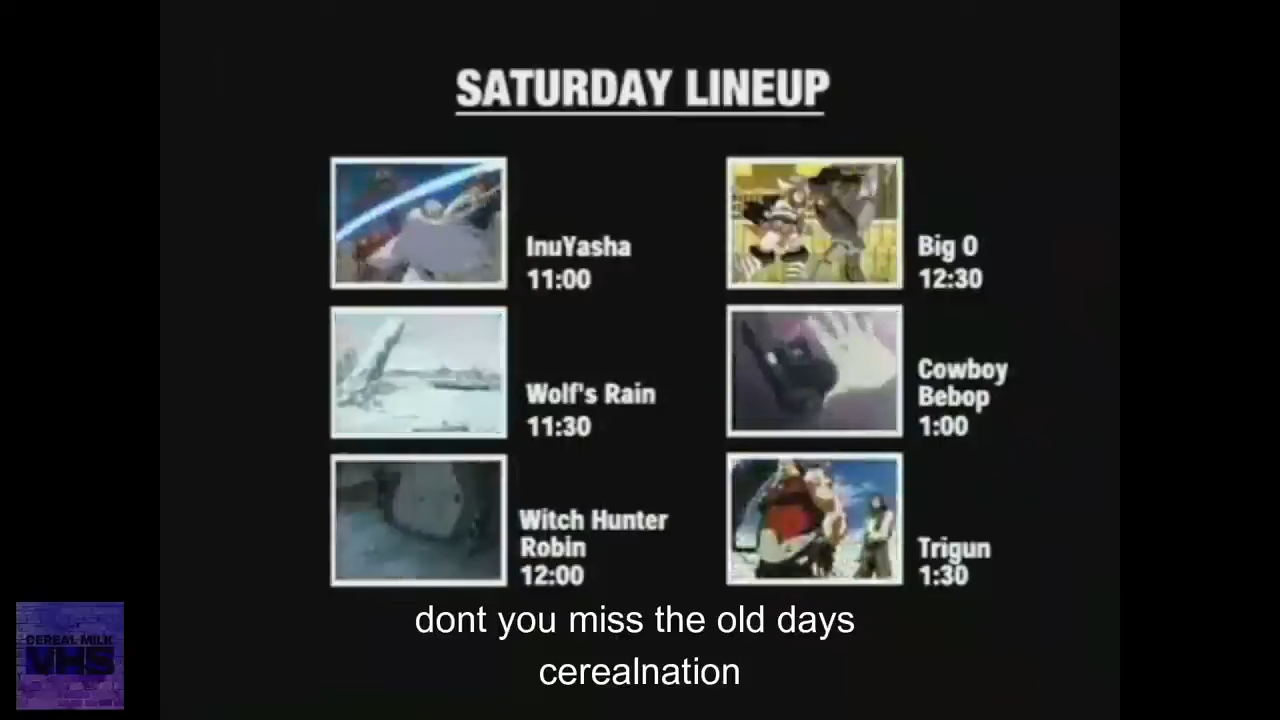 SATURDAY LINEUP
InuYasha
11:00
Big O
12:30
Wolf's Rain
11:30
Cowboy
Bebop
1:00
Witch Hunter
Robin
12:00
Trigun
1:30
dont you miss the old days
cerealnation
CEREAL MILK
VHS